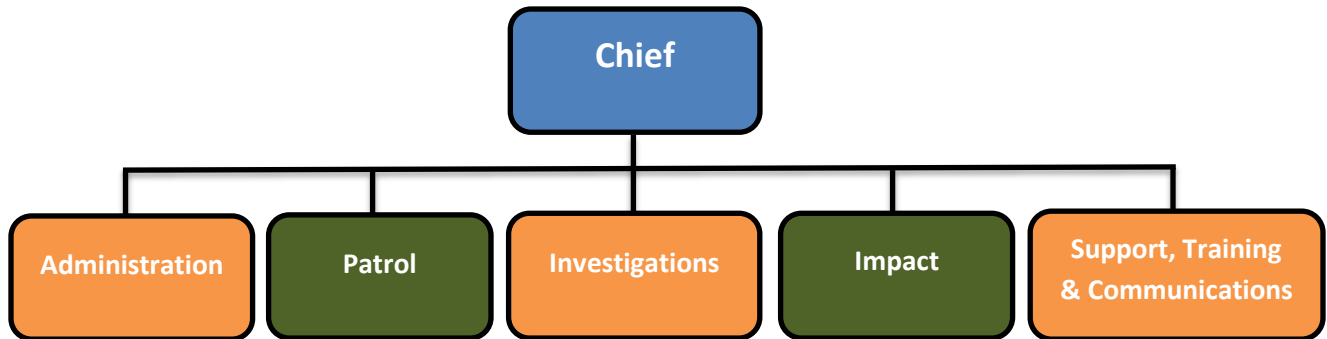 Chief
Administration
Patrol
Investigations
Impact
Support, Training
& Communications